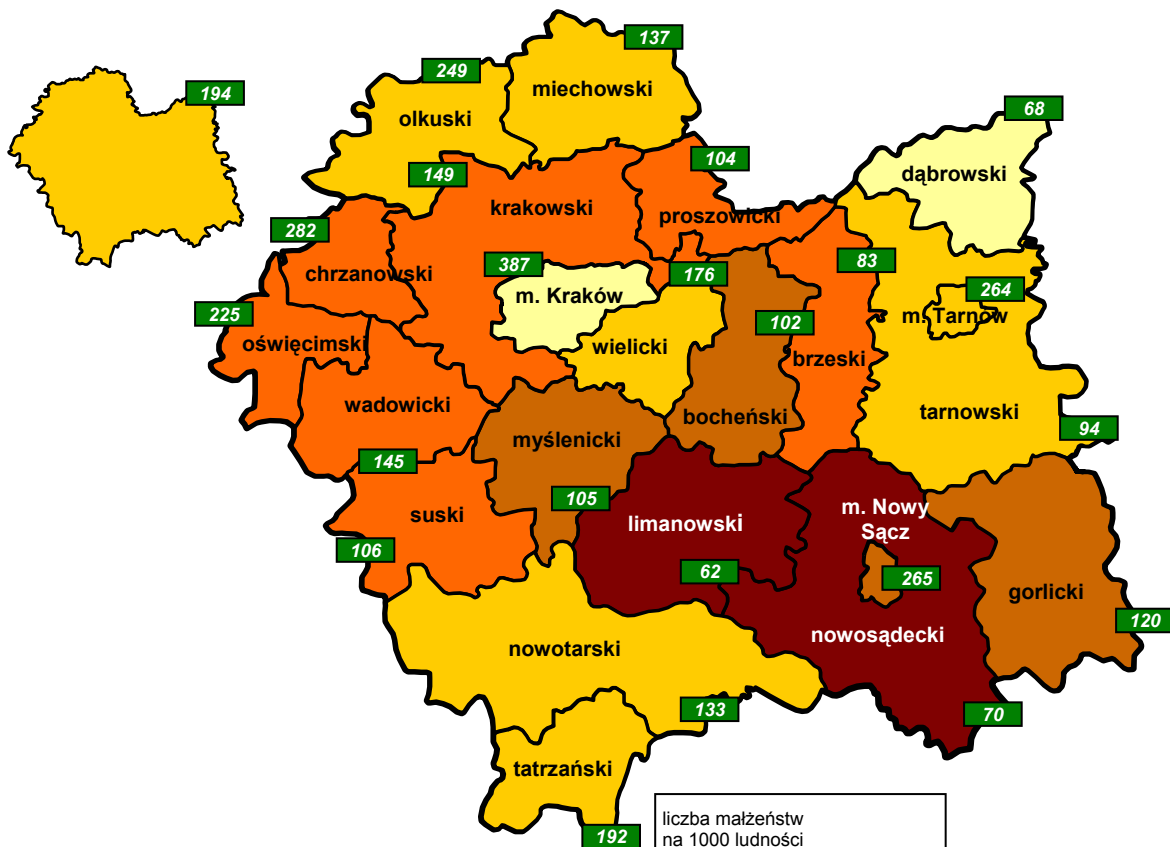 137
249
miechowski
194
olkuski
68
104
dąbrowski
149
krakowski
proszowicki
282
387
176
83
chrzanowski
m. Kraków
264
225
102
m. Tarnów
oświęcimski
wielicki
brzeski
wadowicki
bocheński
tarnowski
myślenicki
94
145
105
m. Nowy
Sącz
suski
limanowski
106
62
265
gorlicki
nowosądecki
120
nowotarski
133
70
tatrzański
liczba małżeństw
na 1000 ludności
192